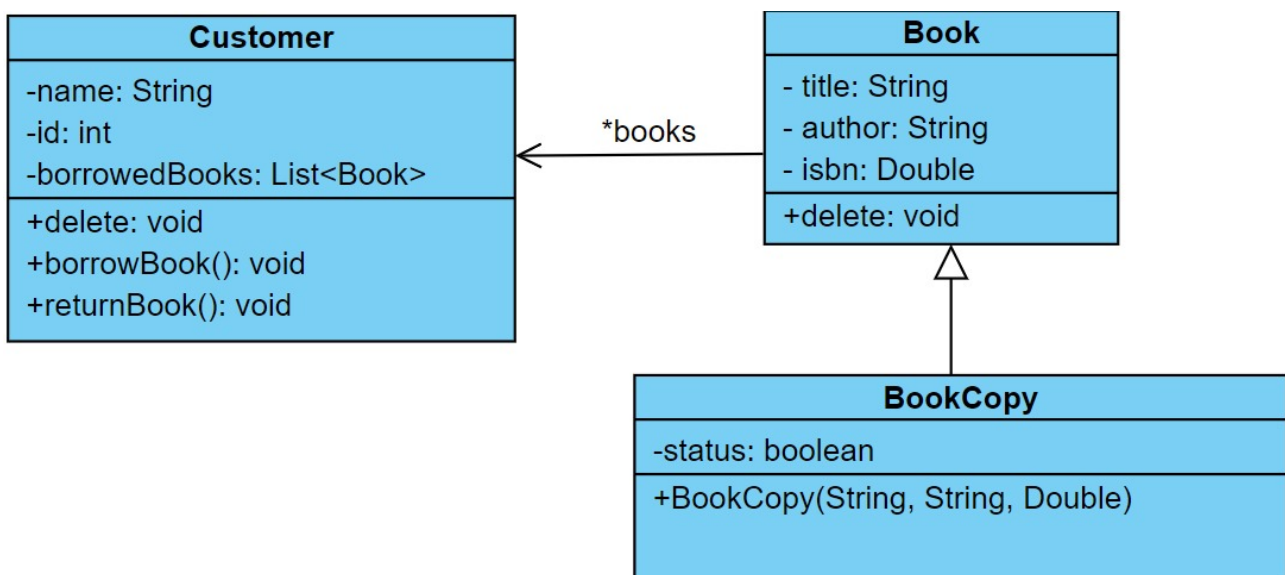 Customer
-name: String
-id: int
-borrowedBooks: List<Book>
+delete: void
+borrowBook(): void
+returnBook(): void
*books
Book
- title: String
- author: String
- isbn: Double
+delete: void
BookCopy
-status: boolean
+BookCopy(String, String, Double)